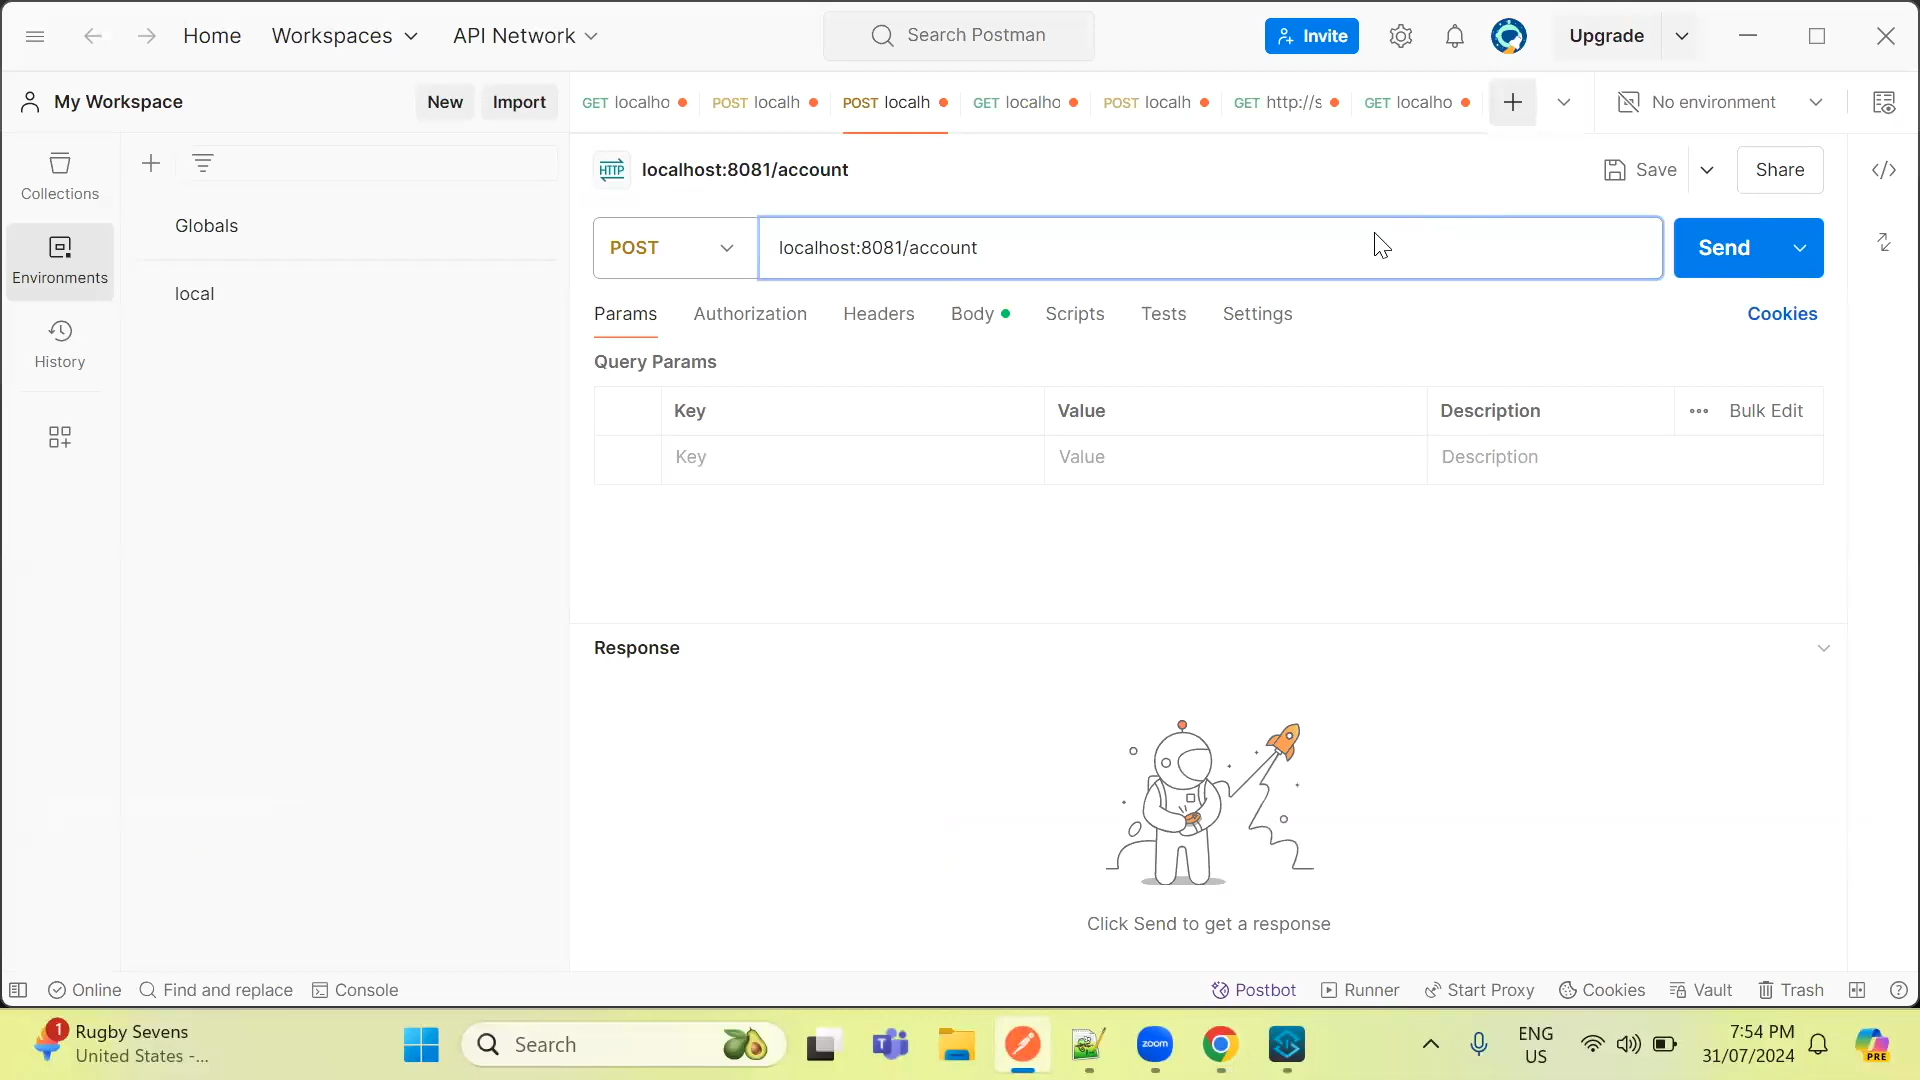 Home Workspaces API Network Search Postman Invite Upgrade
My Workspace New Import GET localho POST localh POST localh GET localho POST localh GET http://s GET localho No environment
HTTP localhost:8081/account Save Share
Collections
Globals
Environments
local
History
POST localhost:8081/account Send
Params Authorization Headers Body Scripts Tests Settings Cookies
Query Params
Key Value Description Bulk Edit
Key Value Description
Response
Click Send to get a response
Online Find and replace Console Postbot Runner Start Proxy Cookies Vault Trash
1 Rugby Sevens
United States -...
Search
zoom
ENG
US
7:54 PM
31/07/2024
PRE